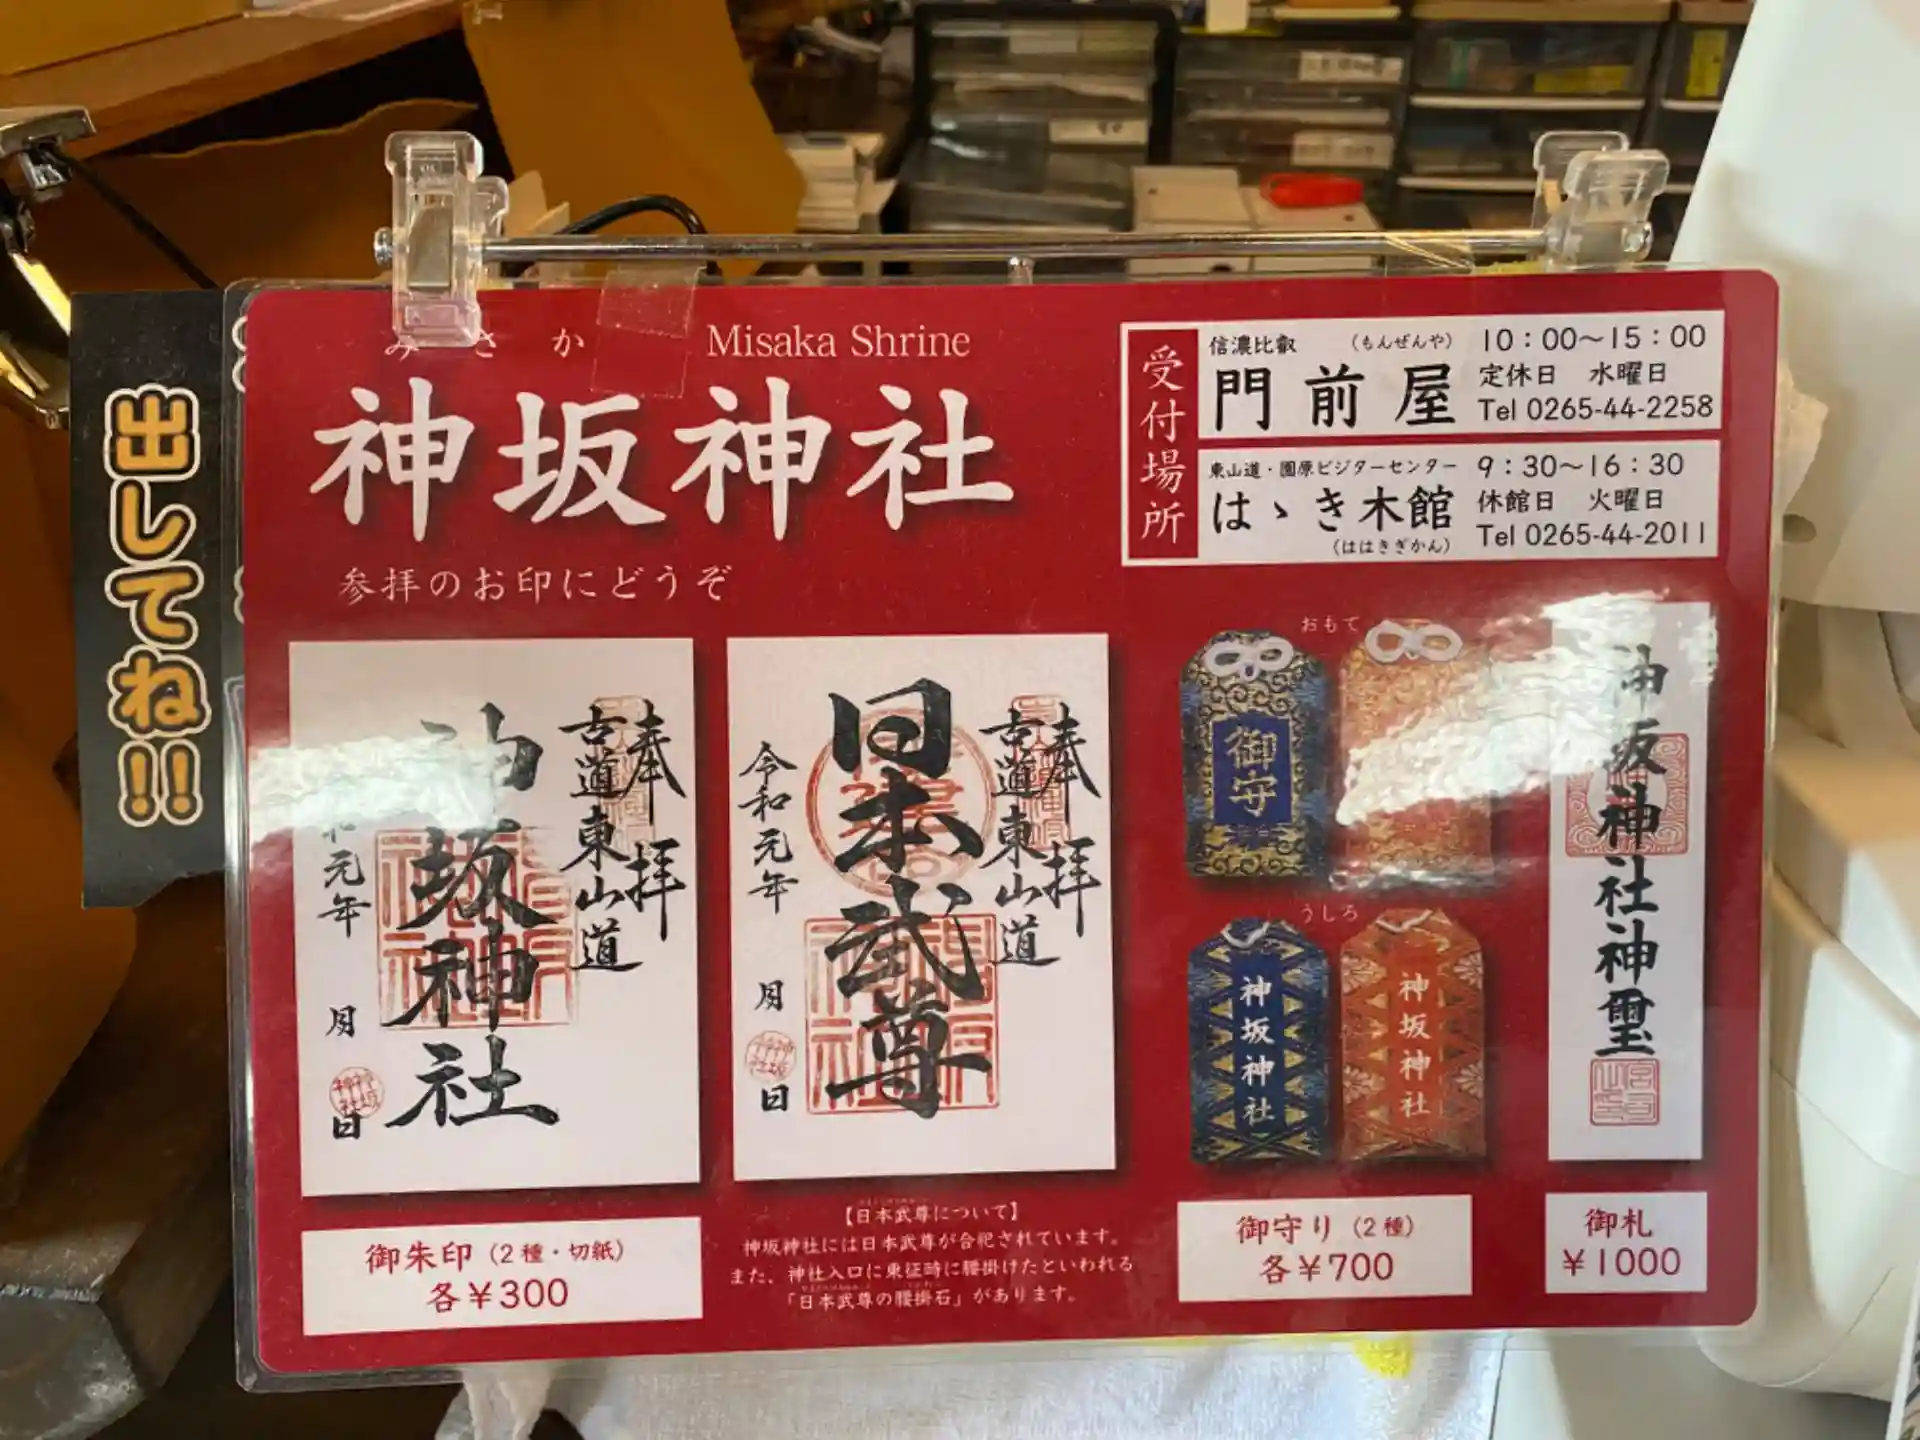 出してね!!
みさか
Misaka Shrine
神坂神社
参拝のお印にどうぞ
受付場所
信濃比叡 (もんぜんや)
門前屋
10:00〜15:00
定休日 水曜日
Tel 0265-44-2258
東山道・園原ビジターセンター
はゝき木館
(ははきぎかん)
9:30〜16:30
休館日 火曜日
Tel 0265-44-2011
奉拝
古道東山道
神坂神社
和元年
月
日
奉拝
古道東山道
日本武尊
令和元年
月
日
おもて
御守
うしろ
神坂神社
神坂神社
神坂神社神璽
御朱印(2種・切紙)
各¥300
【日本武尊について】
神坂神社には日本武尊が合祀されています。
また、神社入口に東征時に腰掛けたといわれる
「日本武尊の腰掛石」があります。
御守り(2種)
各¥700
御札
¥1000